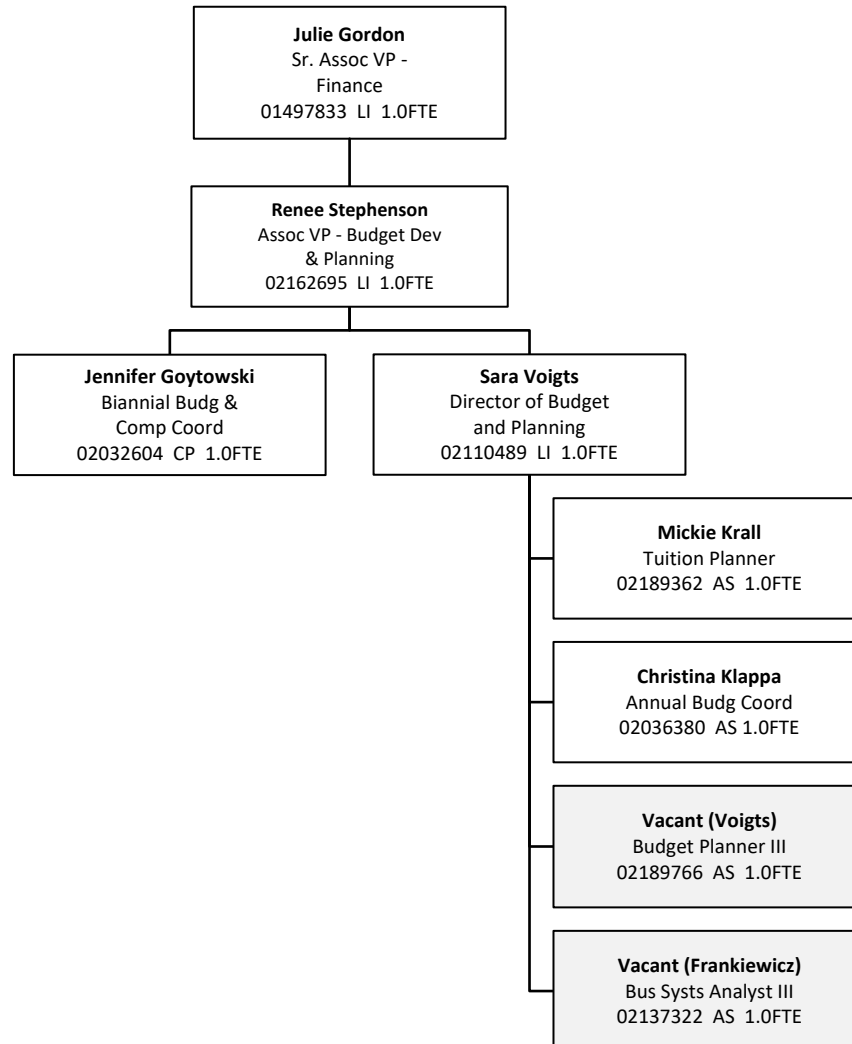 Julie Gordon
Sr. Assoc VP -
Finance
01497833 LI 1.0FTE
Renee Stephenson
Assoc VP - Budget Dev
& Planning
02162695 LI 1.0FTE
Jennifer Goytowski
Biannial Budg &
Comp Coord
02032604 CP 1.0FTE
Sara Voigts
Director of Budget
and Planning
02110489 LI 1.0FTE
Mickie Krall
Tuition Planner
02189362 AS 1.0FTE
Christina Klappa
Annual Budg Coord
02036380 AS 1.0FTE
Vacant (Voigts)
Budget Planner III
02189766 AS 1.0FTE
Vacant (Frankiewicz)
Bus Systs Analyst III
02137322 AS 1.0FTE